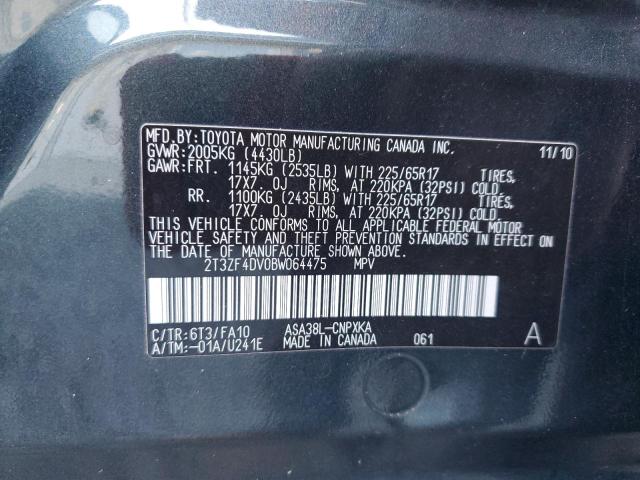 MFD.BY:TOYOTA MOTOR MANUFACTURING CANADA INC. 11/10
GVWR:2005KG (4430LB)
GAWR:FRT. 1145KG (2535LB) WITH 225/65R17 TIRES,
17X7.0J RIMS, AT 220KPA (32PSI) COLD.
RR. 1100KG (2435LB) WITH 225/65R17 TIRES,
17X7.0J RIMS, AT 220KPA (32PSI) COLD.
THIS VEHICLE CONFORMS TO ALL APPLICABLE FEDERAL MOTOR
VEHICLE SAFETY AND THEFT PREVENTION STANDARDS IN EFFECT ON
THE DATE OF MANUFACTURE SHOWN ABOVE.
2T3ZF4DV0BW064475 MPV
C/TR:6T3/FA10 ASA38L-CNPXKA
A/TM:-01A/U241E MADE IN CANADA 061 A